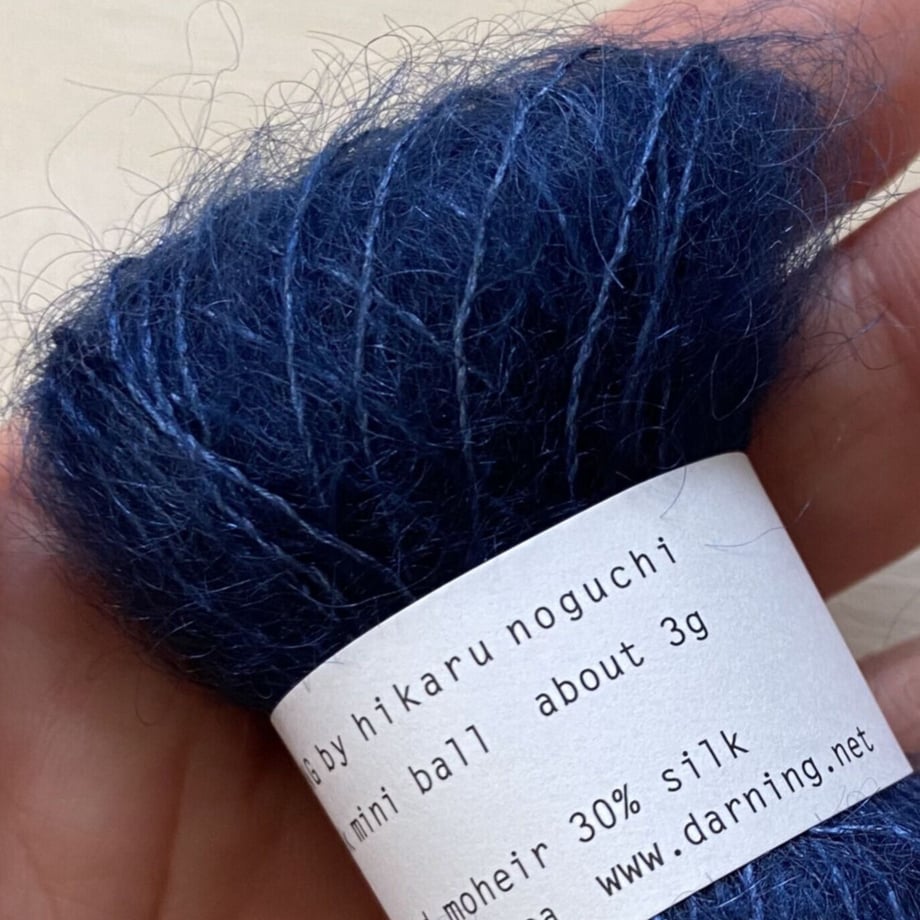 G by hikaru noguchi
mini ball about 3g
moheir 30% silk
www.darning.net